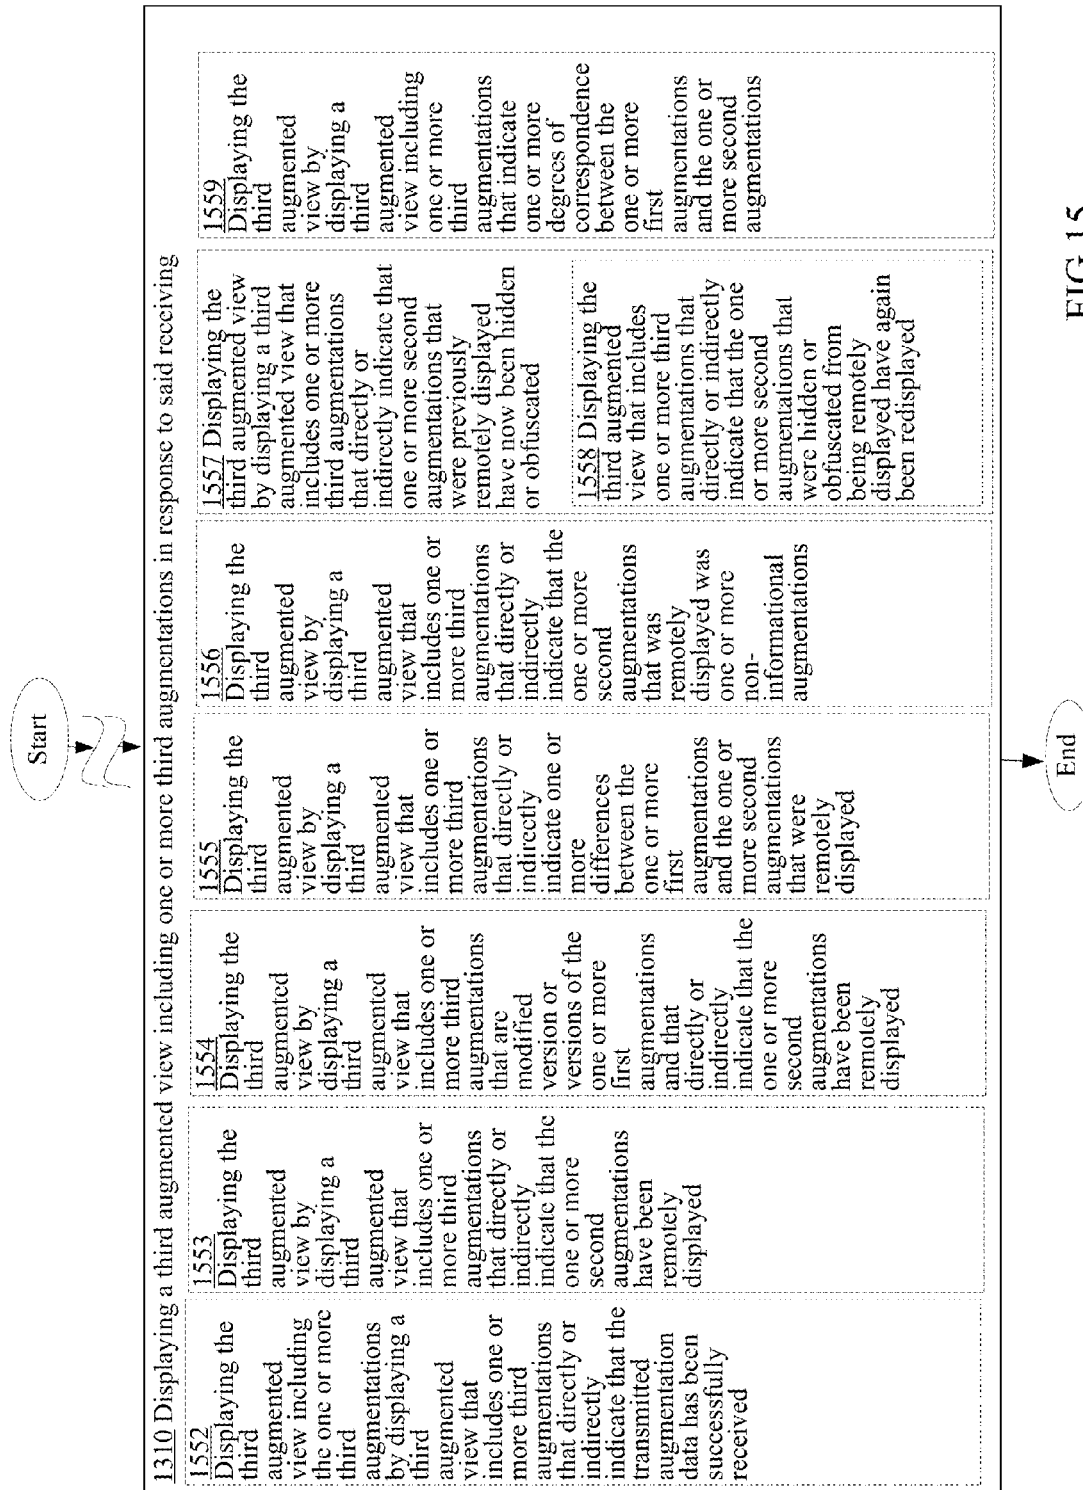 Start
1310 Displaying a third augmented view including one or more third augmentations in response to said receiving
1552
Displaying the
third
augmented
view including
the one or more
third
augmentations
by displaying a
third
augmented
view that
includes one or
more third
augmentations
that directly or
indirectly
indicate that the
transmitted
augmentation
data has been
successfully
received
1553
Displaying the
third
augmented
view by
displaying a
third
augmented
view that
includes one or
more third
augmentations
that directly or
indirectly
indicate that the
one or more
second
augmentations
have been
remotely
displayed
1554
Displaying the
third
augmented
view by
displaying a
third
augmented
view that
includes one or
more third
augmentations
that are
modified
version or
versions of the
one or more
first
augmentations
and that
directly or
indirectly
indicate that the
one or more
second
augmentations
have been
remotely
displayed
1555
Displaying the
third
augmented
view by
displaying a
third
augmented
view that
includes one or
more third
augmentations
that directly or
indirectly
indicate one or
more
differences
between the
one or more
first
augmentations
and the one or
more second
augmentations
that were
remotely
displayed
1556
Displaying the
third
augmented
view by
displaying a
third
augmented
view that
includes one or
more third
augmentations
that directly or
indirectly
indicate that the
one or more
second
augmentations
that was
remotely
displayed was
one or more
non-
informational
augmentations
1557 Displaying the
third augmented view
by displaying a third
augmented view that
includes one or more
third augmentations
that directly or
indirectly indicate that
one or more second
augmentations that
were previously
remotely displayed
have now been hidden
or obfuscated
1558 Displaying the
third augmented
view that includes
one or more third
augmentations that
directly or indirectly
indicate that the one
or more second
augmentations that
were hidden or
obfuscated from
being remotely
displayed have again
been redisplayed
1559
Displaying the
third
augmented
view by
displaying a
third
augmented
view including
one or more
third
augmentations
that indicate
one or more
degrees of
correspondence
between the
one or more
first
augmentations
and the one or
more second
augmentations
End
FIG. 15